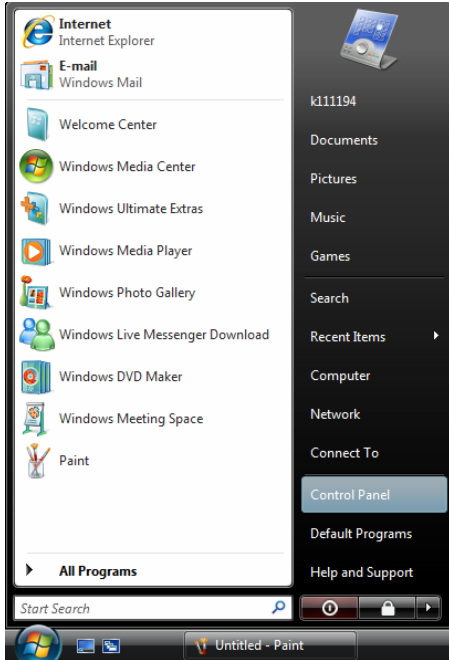 Internet
Internet Explorer
E-mail
Windows Mail
Welcome Center
Windows Media Center
Windows Ultimate Extras
Windows Media Player
Windows Photo Gallery
Windows Live Messenger Download
Windows DVD Maker
Windows Meeting Space
Paint
All Programs
Start Search
k111194
Documents
Pictures
Music
Games
Search
Recent Items
Computer
Network
Connect To
Control Panel
Default Programs
Help and Support
Untitled - Paint